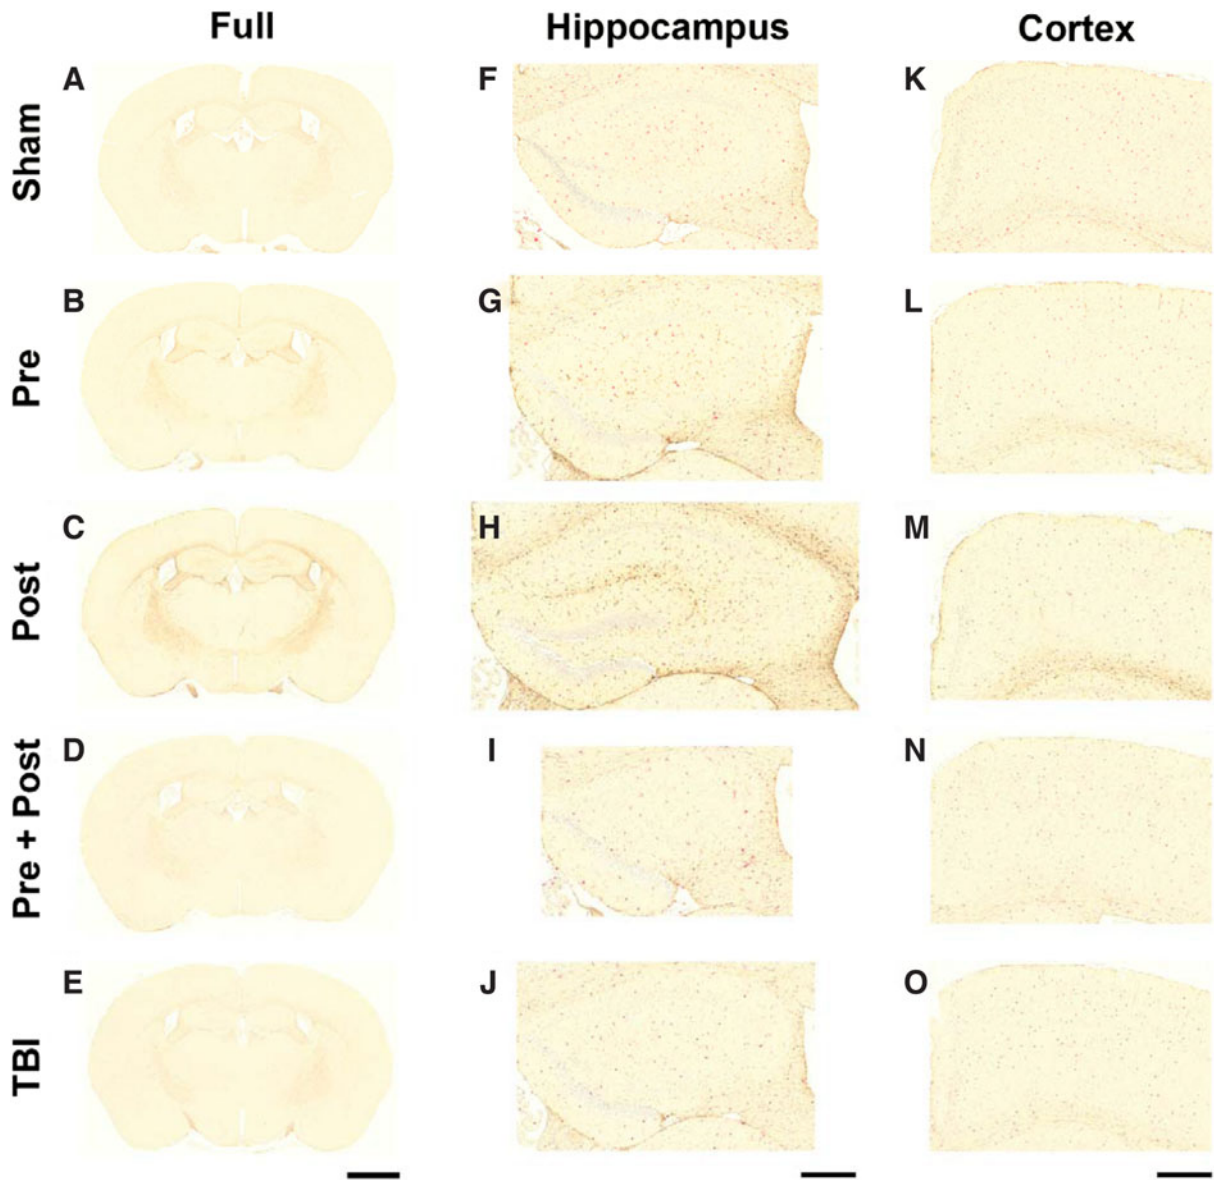 Full Hippocampus Cortex
Sham A F K
Pre B G L
Post C H M
Pre + Post D I N
TBI E J O